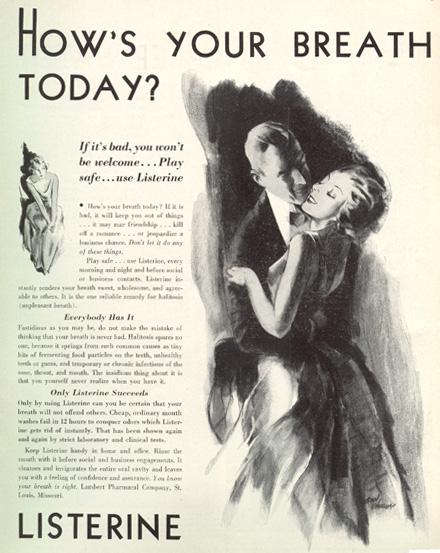 HOW'S YOUR BREATH
TODAY?
If it's bad, you won't
be welcome . . . Play
safe . . . use Listerine
• How's your breath today? If it is
bad, it will keep you out of things
. . . it may mar friendship . . . kill
off a romance . . . or jeopardize a
business chance. Don't let it do any
of these things.
Play safe . . . use Listerine, every
morning and night and before social
or business contacts. Listerine in-
stantly renders your breath sweet, wholesome, and agree-
able to others. It is the one reliable remedy for halitosis
(unpleasant breath).
Everybody Has It
Fastidious as you may be, do not make the mistake of
thinking that your breath is never bad. Halitosis spares no
one, because it springs from such common causes as tiny
bits of fermenting food particles on the teeth, unhealthy
teeth or gums, and temporary or chronic infections of the
nose, throat, and mouth. The insidious thing about it is
that you yourself never realize when you have it.
Only Listerine Succeeds
Only by using Listerine can you be certain that your
breath will not offend others. Cheap, ordinary mouth
washes fail in 12 hours to conquer odors which Lister-
ine gets rid of instantly. That has been shown again
and again by strict laboratory and clinical tests.
Keep Listerine handy in home and office. Rinse the
mouth with it before social and business engagements. It
cleanses and invigorates the entire oral cavity and leaves
you with a feeling of confidence and assurance. You know
your breath is right. Lambert Pharmacal Company, St.
Louis, Missouri.
LISTERINE